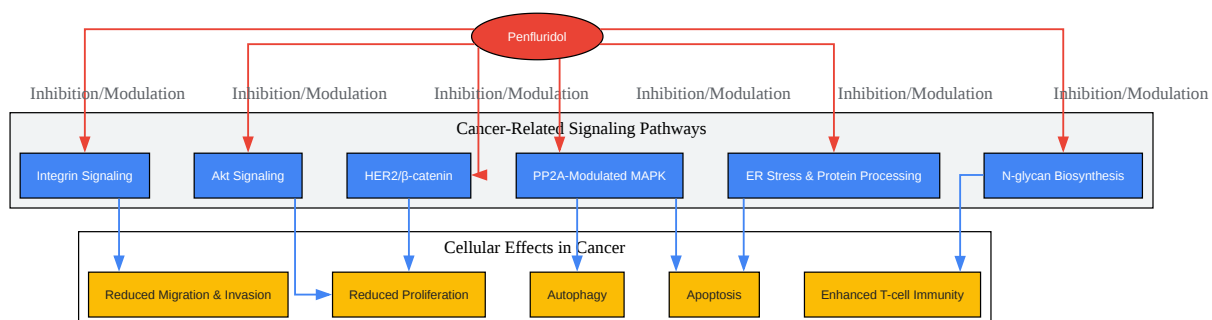 Penfluridol
Inhibition/Modulation
Inhibition/Modulation
Inhibition/Modulation
Inhibition/Modulation
Inhibition/Modulation
Inhibition/Modulation
Cancer-Related Signaling Pathways
Integrin Signaling
Akt Signaling
HER2/β-catenin
PP2A-Modulated MAPK
ER Stress & Protein Processing
N-glycan Biosynthesis
Cellular Effects in Cancer
Reduced Migration & Invasion
Reduced Proliferation
Autophagy
Apoptosis
Enhanced T-cell Immunity